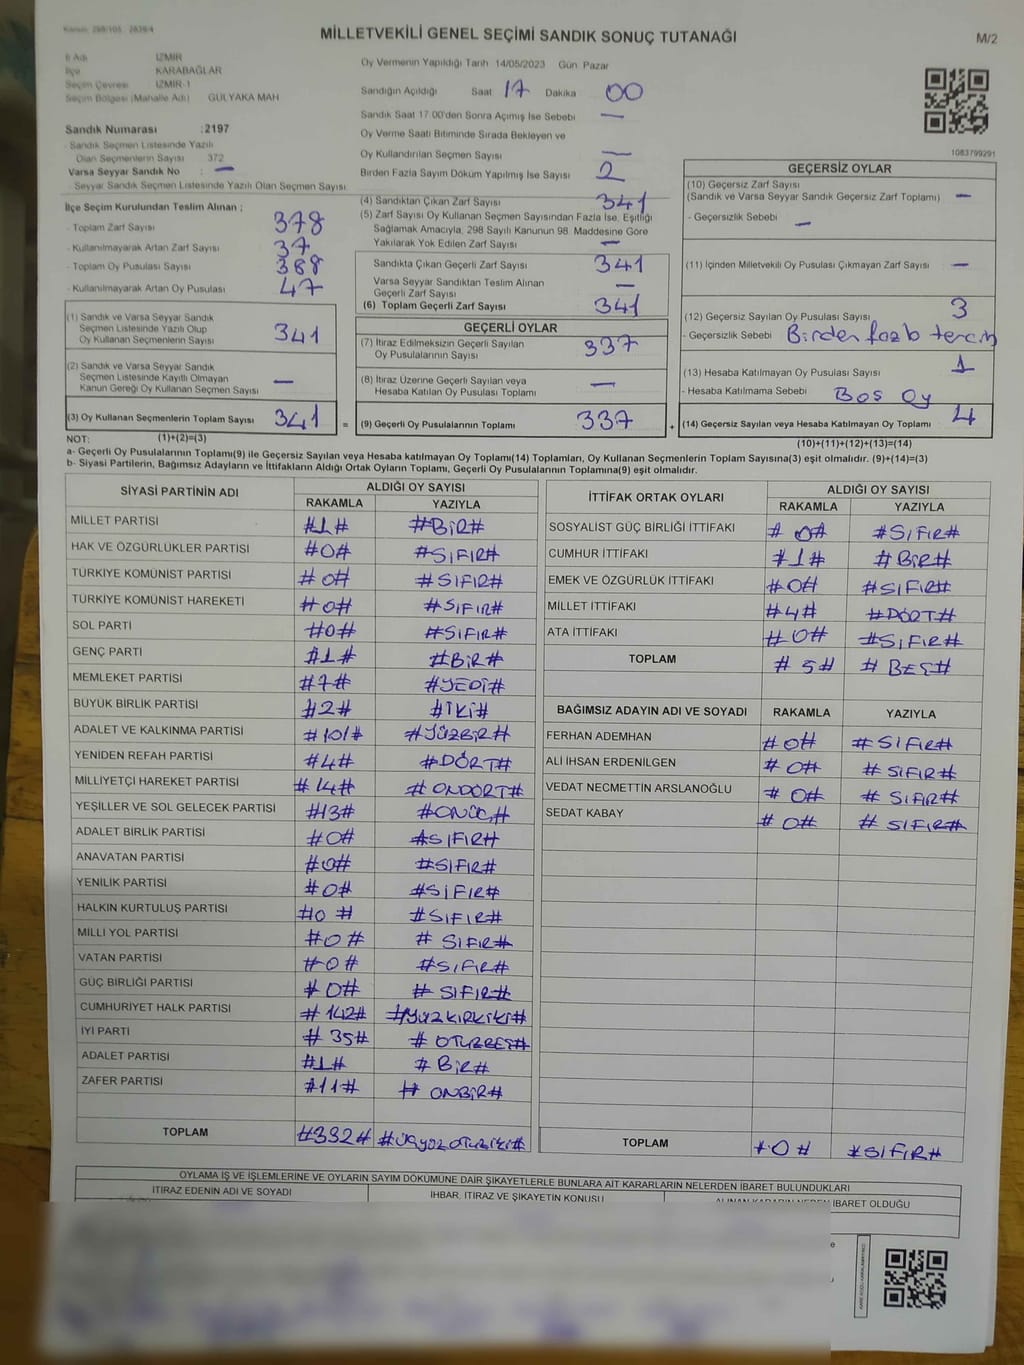 Kanun: 298/105 2839/4
MİLLETVEKİLİ GENEL SEÇİMİ SANDIK SONUÇ TUTANAĞI
M/2
İl Adı İZMİR
İlçe KARABAĞLAR
Seçim Çevresi İZMİR-1
Seçim Bölgesi (Mahalle Adı) GÜLYAKA MAH
Sandık Numarası :2197
- Sandık Seçmen Listesinde Yazılı
Olan Seçmenlerin Sayısı 372
Varsa Seyyar Sandık No : —
- Seyyar Sandık Seçmen Listesinde Yazılı Olan Seçmen Sayısı
Oy Vermenin Yapıldığı Tarih 14/05/2023 Gün Pazar
Sandığın Açıldığı Saat 17 Dakika 00
Sandık Saat 17.00'den Sonra Açımış İse Sebebi —
Oy Verme Saati Bitiminde Sırada Bekleyen ve
Oy Kullandırılan Seçmen Sayısı —
Birden Fazla Sayım Döküm Yapılmış İse Sayısı 2
1083799291
İlçe Seçim Kurulundan Teslim Alınan ;
- Toplam Zarf Sayısı 378
- Kullanılmayarak Artan Zarf Sayısı 37
- Toplam Oy Pusulası Sayısı 388
- Kullanılmayarak Artan Oy Pusulası 47
(4) Sandıktan Çıkan Zarf Sayısı 341
(5) Zarf Sayısı Oy Kullanan Seçmen Sayısından Fazla İse, Eşitliği
Sağlamak Amacıyla, 298 Sayılı Kanunun 98. Maddesine Göre
Yakılarak Yok Edilen Zarf Sayısı —
Sandıkta Çıkan Geçerli Zarf Sayısı 341
Varsa Seyyar Sandıktan Teslim Alınan
Geçerli Zarf Sayısı —
(6) Toplam Geçerli Zarf Sayısı 341
GEÇERSİZ OYLAR
(10) Geçersiz Zarf Sayısı
(Sandık ve Varsa Seyyar Sandık Geçersiz Zarf Toplamı) —
- Geçersizlik Sebebi —
(11) İçinden Milletvekili Oy Pusulası Çıkmayan Zarf Sayısı —
(12) Geçersiz Sayılan Oy Pusulası Sayısı 3
- Geçersizlik Sebebi Birden fazla tercih
(13) Hesaba Katılmayan Oy Pusulası Sayısı 1
- Hesaba Katılmama Sebebi Boş Oy
(14) Geçersiz Sayılan veya Hesaba Katılmayan Oy Toplamı 4
(10)+(11)+(12)+(13)=(14)
(1) Sandık ve Varsa Seyyar Sandık
Seçmen Listesinde Yazılı Olup
Oy Kullanan Seçmenlerin Sayısı 341
(2) Sandık ve Varsa Seyyar Sandık
Seçmen Listesinde Kayıtlı Olmayan
Kanun Gereği Oy Kullanan Seçmen Sayısı —
(3) Oy Kullanan Seçmenlerin Toplam Sayısı 341 =
GEÇERLİ OYLAR
(7) İtiraz Edilmeksizin Geçerli Sayılan
Oy Pusulalarının Sayısı 337
(8) İtiraz Üzerine Geçerli Sayılan veya
Hesaba Katılan Oy Pusulası Toplamı —
(9) Geçerli Oy Pusulalarının Toplamı 337 +
NOT: (1)+(2)=(3)
a- Geçerli Oy Pusulalarının Toplamı(9) ile Geçersiz Sayılan veya Hesaba katılmayan Oy Toplamı(14) Toplamları, Oy Kullanan Seçmenlerin Toplam Sayısına(3) eşit olmalıdır. (9)+(14)=(3)
b- Siyasi Partilerin, Bağımsız Adayların ve İttifakların Aldığı Ortak Oyların Toplamı, Geçerli Oy Pusulalarının Toplamına(9) eşit olmalıdır.
SİYASİ PARTİNİN ADI ALDIĞI OY SAYISI
RAKAMLA YAZIYLA
MİLLET PARTİSİ #1# #BİR#
HAK VE ÖZGÜRLÜKLER PARTİSİ #0# #SIFIR#
TÜRKİYE KOMÜNİST PARTİSİ #0# #SIFIR#
TÜRKİYE KOMÜNİST HAREKETİ #0# #SIFIR#
SOL PARTİ #0# #SIFIR#
GENÇ PARTİ #1# #BİR#
MEMLEKET PARTİSİ #7# #YEDİ#
BÜYÜK BİRLİK PARTİSİ #2# #İKİ#
ADALET VE KALKINMA PARTİSİ #101# #YÜZBİR#
YENİDEN REFAH PARTİSİ #4# #DÖRT#
MİLLİYETÇİ HAREKET PARTİSİ #14# #ONDÖRT#
YEŞİLLER VE SOL GELECEK PARTİSİ #13# #ONÜÇ#
ADALET BİRLİK PARTİSİ #0# #SIFIR#
ANAVATAN PARTİSİ #0# #SIFIR#
YENİLİK PARTİSİ #0# #SIFIR#
HALKIN KURTULUŞ PARTİSİ #0 # #SIFIR#
MİLLİ YOL PARTİSİ #0# # SIFIR#
VATAN PARTİSİ #0# #SIFIR#
GÜÇ BİRLİĞİ PARTİSİ #0# # SIFIR#
CUMHURİYET HALK PARTİSİ # 142# #YÜZKIRKİKİ#
İYİ PARTİ # 35# # OTUZBEŞ#
ADALET PARTİSİ #1# # BİR#
ZAFER PARTİSİ #11# # ONBİR#
TOPLAM #332# #ÜÇYÜZOTUZİKİ#
İTTİFAK ORTAK OYLARI ALDIĞI OY SAYISI
RAKAMLA YAZIYLA
SOSYALİST GÜÇ BİRLİĞİ İTTİFAKI # 0# #SIFIR#
CUMHUR İTTİFAKI #1# # BİR#
EMEK VE ÖZGÜRLÜK İTTİFAKI #0# #SIFIR#
MİLLET İTTİFAKI #4# #DÖRT#
ATA İTTİFAKI # 0# #SIFIR#
TOPLAM # 5# # BEŞ#
BAĞIMSIZ ADAYIN ADI VE SOYADI RAKAMLA YAZIYLA
FERHAN ADEMHAN #0# # SIFIR#
ALİ İHSAN ERDENİLGEN # 0# # SIFIR#
VEDAT NECMETTİN ARSLANOĞLU # 0# # SIFIR#
SEDAT KABAY # 0# # SIFIR#
TOPLAM #0# #SIFIR#
OYLAMA İŞ VE İŞLEMLERİNE VE OYLARIN SAYIM DÖKÜMÜNE DAİR ŞİKAYETLERLE BUNLARA AİT KARARLARIN NELERDEN İBARET BULUNDUKLARI
İTİRAZ EDENİN ADI VE SOYADI İHBAR, İTİRAZ VE ŞİKAYETİN KONUSU ALINAN KARARIN NEDEN İBARET OLDUĞU